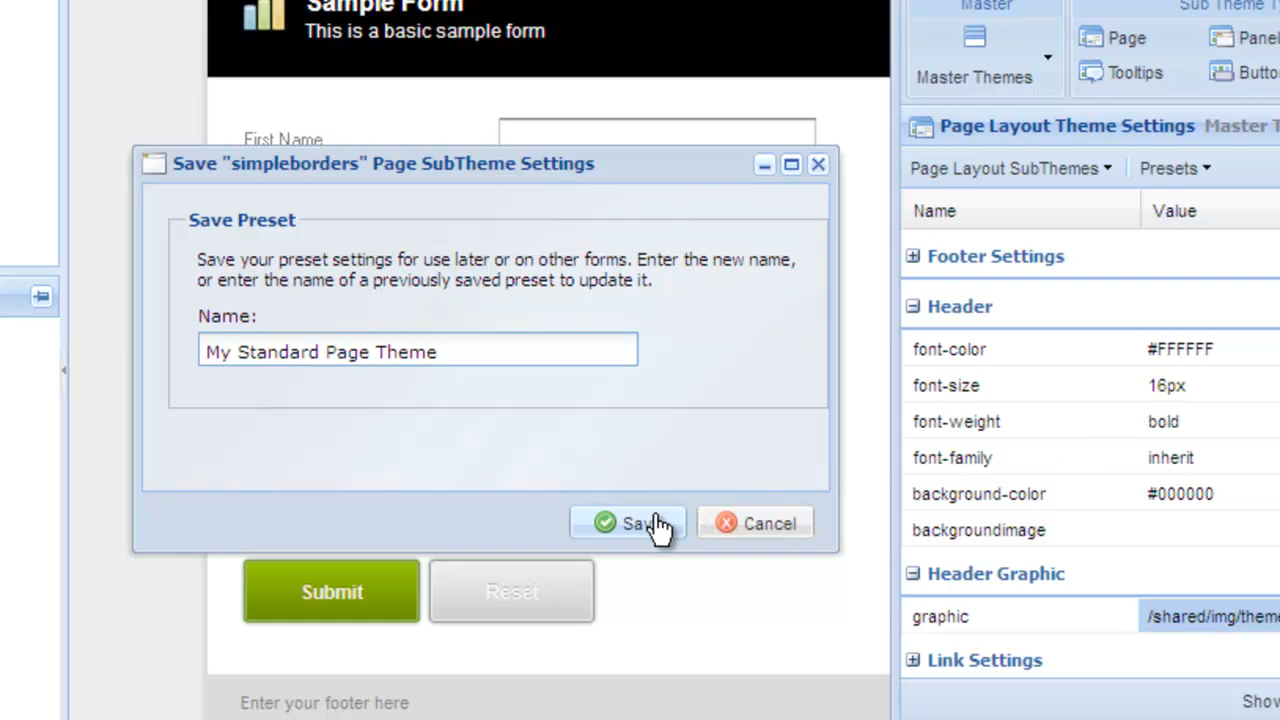 Sample Form
This is a basic sample form
First Name
Save "simpleborders" Page SubTheme Settings
Save Preset
Save your preset settings for use later or on other forms. Enter the new name,
or enter the name of a previously saved preset to update it.
Name:
My Standard Page Theme
Cancel
Submit
Reset
Enter your footer here
Master
Sub Theme
Page
Master Themes
Tooltips
Page Layout Theme Settings Master
Page Layout SubThemes
Presets
Name
Value
Footer Settings
Header
font-color
#FFFFFF
font-size
16px
font-weight
bold
font-family
inherit
background-color
#000000
backgroundimage
Header Graphic
graphic
/shared/img/theme
Link Settings